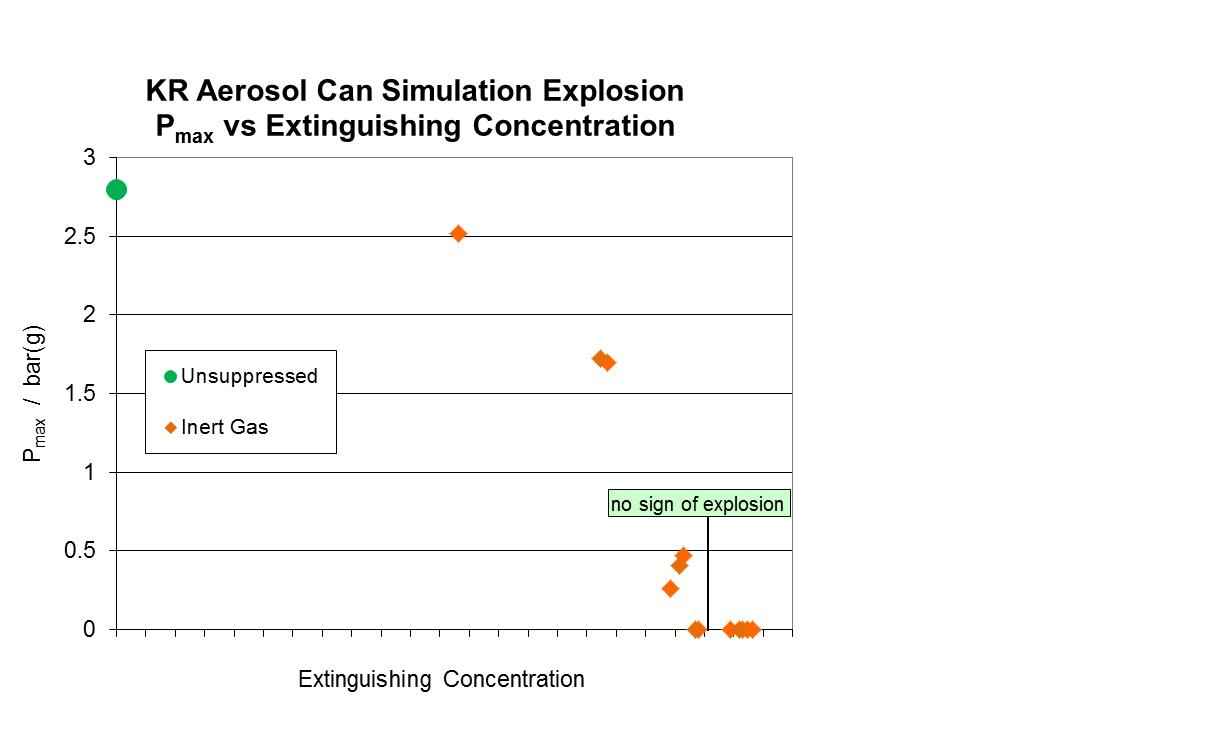 KR Aerosol Can Simulation Explosion
Pmax vs Extinguishing Concentration
3
2.5
2
1.5
1
0.5
0
Pmax / bar(g)
Unsuppressed
Inert Gas
no sign of explosion
Extinguishing Concentration